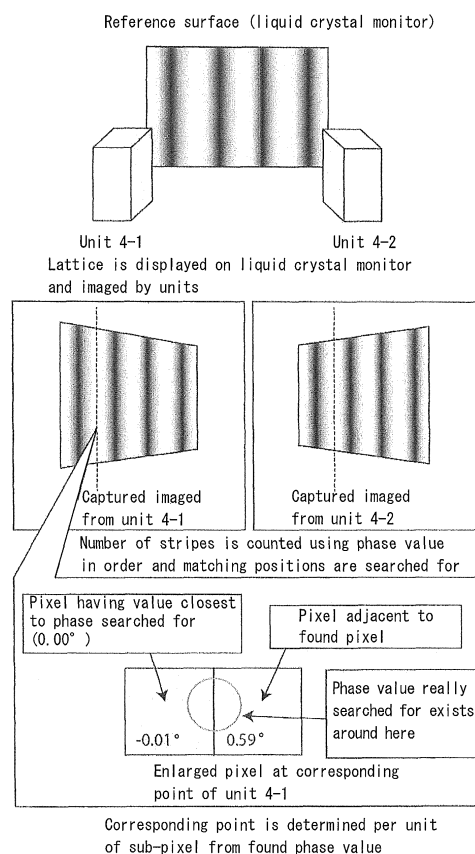 Reference surface (liquid crystal monitor)
Unit 4-1
Unit 4-2
Lattice is displayed on liquid crystal monitor
and imaged by units
Captured imaged
from unit 4-1
Captured imaged
from unit 4-2
Number of stripes is counted using phase value
in order and matching positions are searched for
Pixel having value closest
to phase searched for
(0.00° )
Pixel adjacent to
found pixel
Phase value really
searched for exists
around here
-0.01°
0.59°
Enlarged pixel at corresponding
point of unit 4-1
Corresponding point is determined per unit
of sub-pixel from found phase value